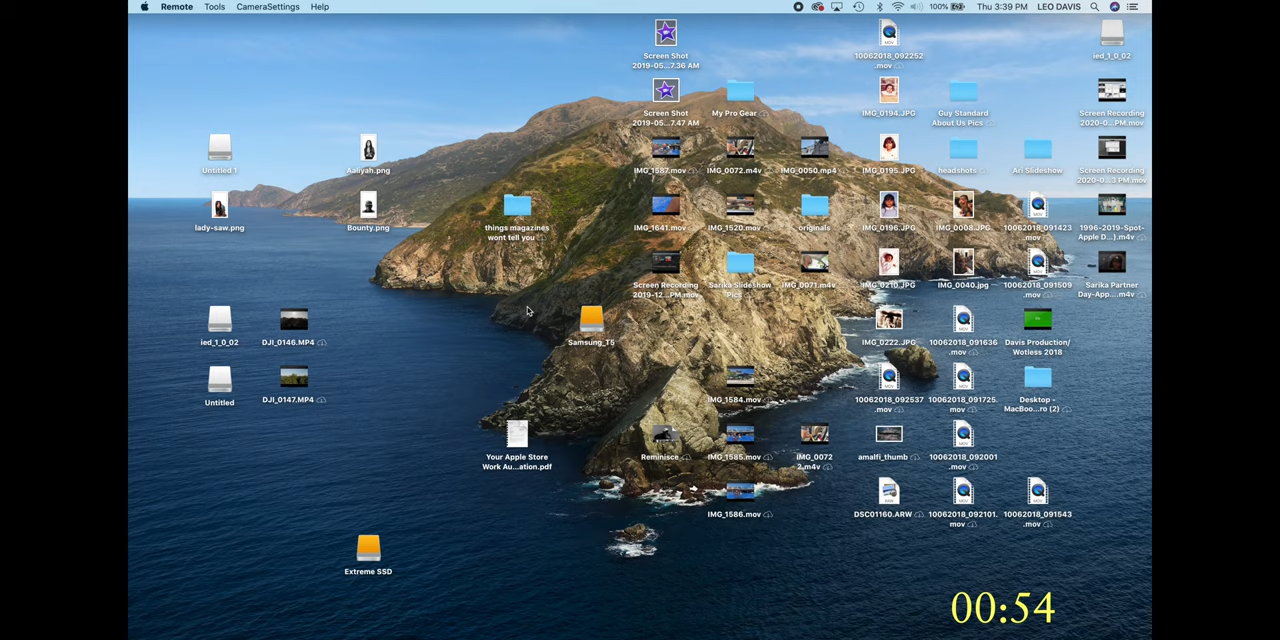 Remote Tools CameraSettings Help 100% Thu 3:39 PM LEO DAVIS
Screen Shot
2019-05...7.36 AM
10062018_092252
.mov
ied_1_0_02
Screen Shot
2019-05...7.47 AM
My Pro Gear
IMG_0194.JPG
Guy Standard
About Us Pics
Screen Recording
2020-0...PM.mov
Untitled 1
Aaliyah.png
IMG_1587.mov
IMG_0072.m4v
IMG_0050.mp4
IMG_0195.JPG
headshots
Ari Slideshow
Screen Recording
2020-0...3 PM.mov
lady-saw.png
Bounty.png
things magazines
wont tell you
IMG_1641.mov
IMG_1520.mov
originals
IMG_0196.JPG
IMG_0008.JPG
10062018_091423
.mov
1996-2019-Spot-
Apple D...).m4v
Screen Recording
2019-12...PM.mov
Sarika Slideshow
Pics
IMG_0071.m4v
IMG_0210.JPG
IMG_0040.jpg
10062018_091509
.mov
Sarika Partner
Day-App....m4v
ied_1_0_02
DJI_0146.MP4
Samsung_T5
IMG_0222.JPG
10062018_091636
.mov
Davis Production/
Wotless 2018
Untitled
DJI_0147.MP4
IMG_1584.mov
10062018_092537
.mov
10062018_091725.
mov
Desktop -
MacBoo...ro (2)
Your Apple Store
Work Au...ation.pdf
Reminisce
IMG_1585.mov
IMG_0072
2.m4v
amalfi_thumb
10062018_092001
.mov
IMG_1586.mov
DSC01160.ARW
10062018_092101.
mov
10062018_091543
.mov
Extreme SSD
00:54